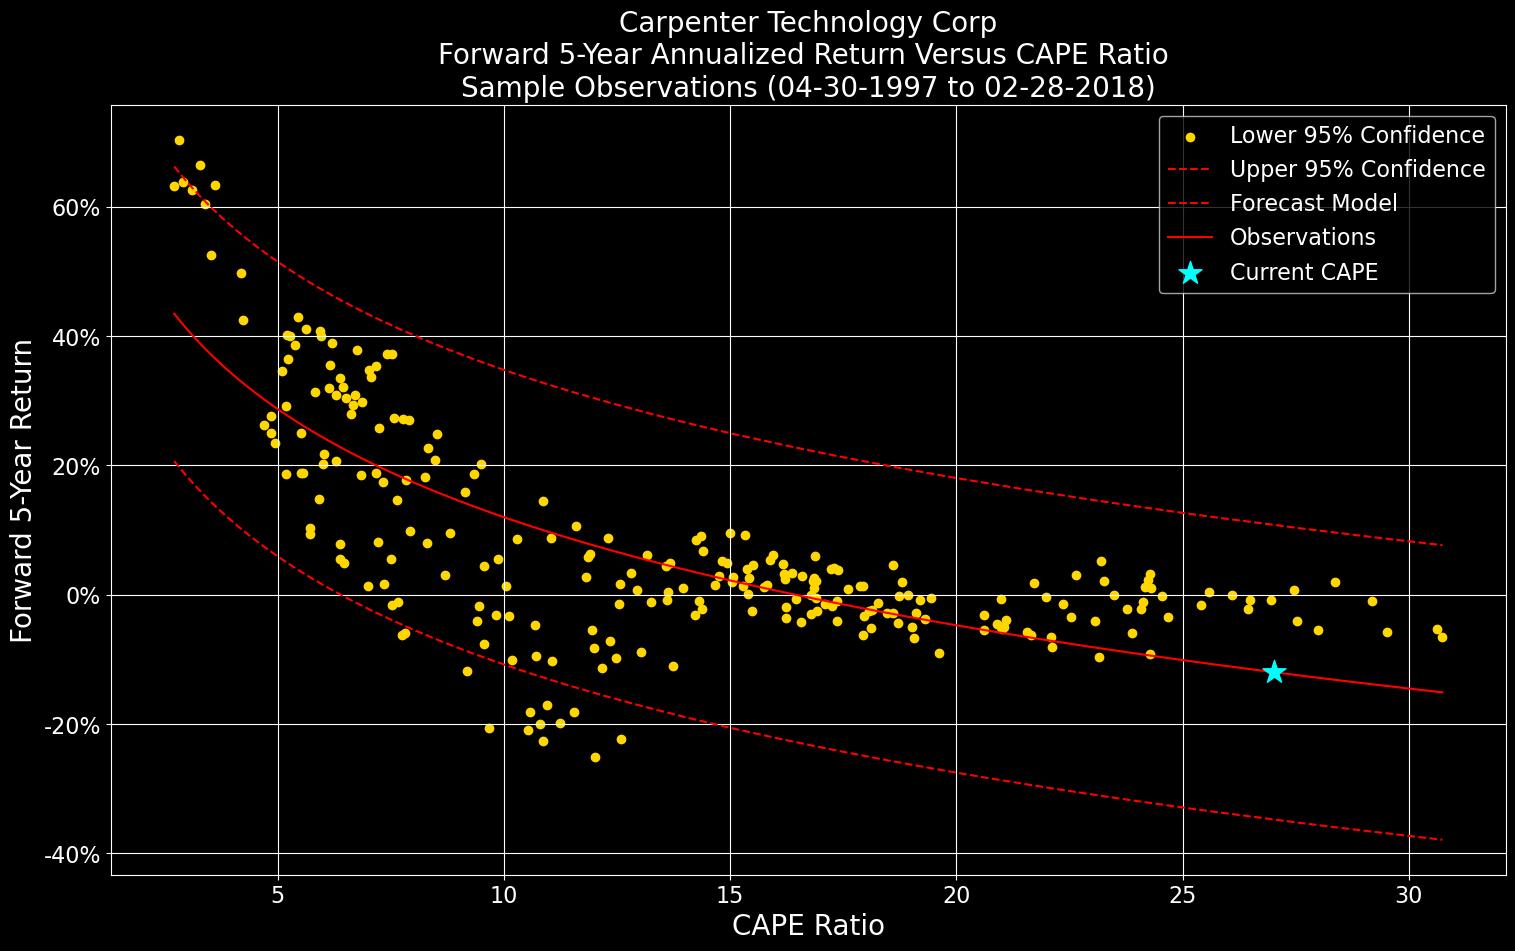 Carpenter Technology Corp
Forward 5-Year Annualized Return Versus CAPE Ratio
Sample Observations (04-30-1997 to 02-28-2018)
Lower 95% Confidence
Upper 95% Confidence
Forecast Model
Observations
Current CAPE
Forward 5-Year Return
60%
40%
20%
0%
-20%
-40%
5 10 15 20 25 30
CAPE Ratio